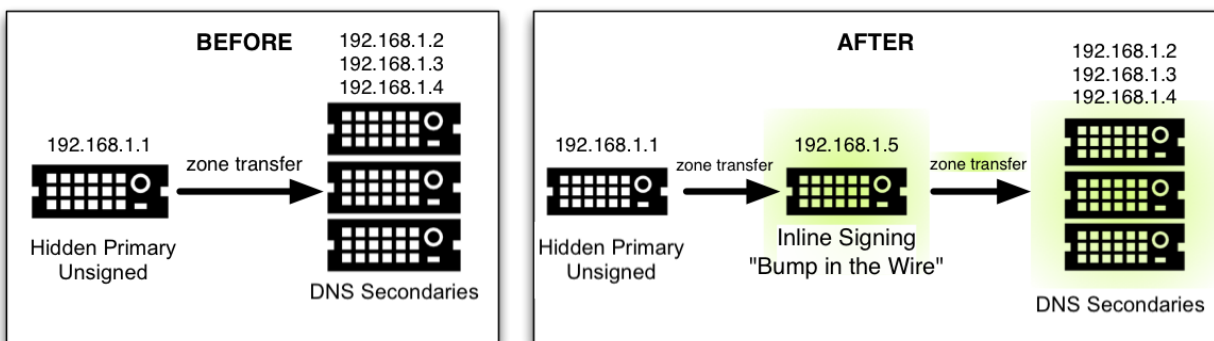 BEFORE
192.168.1.2
192.168.1.3
192.168.1.4
192.168.1.1
zone transfer
Hidden Primary
Unsigned
DNS Secondaries
AFTER
192.168.1.2
192.168.1.3
192.168.1.4
192.168.1.1
zone transfer
192.168.1.5
zone transfer
Hidden Primary
Unsigned
Inline Signing
"Bump in the Wire"
DNS Secondaries